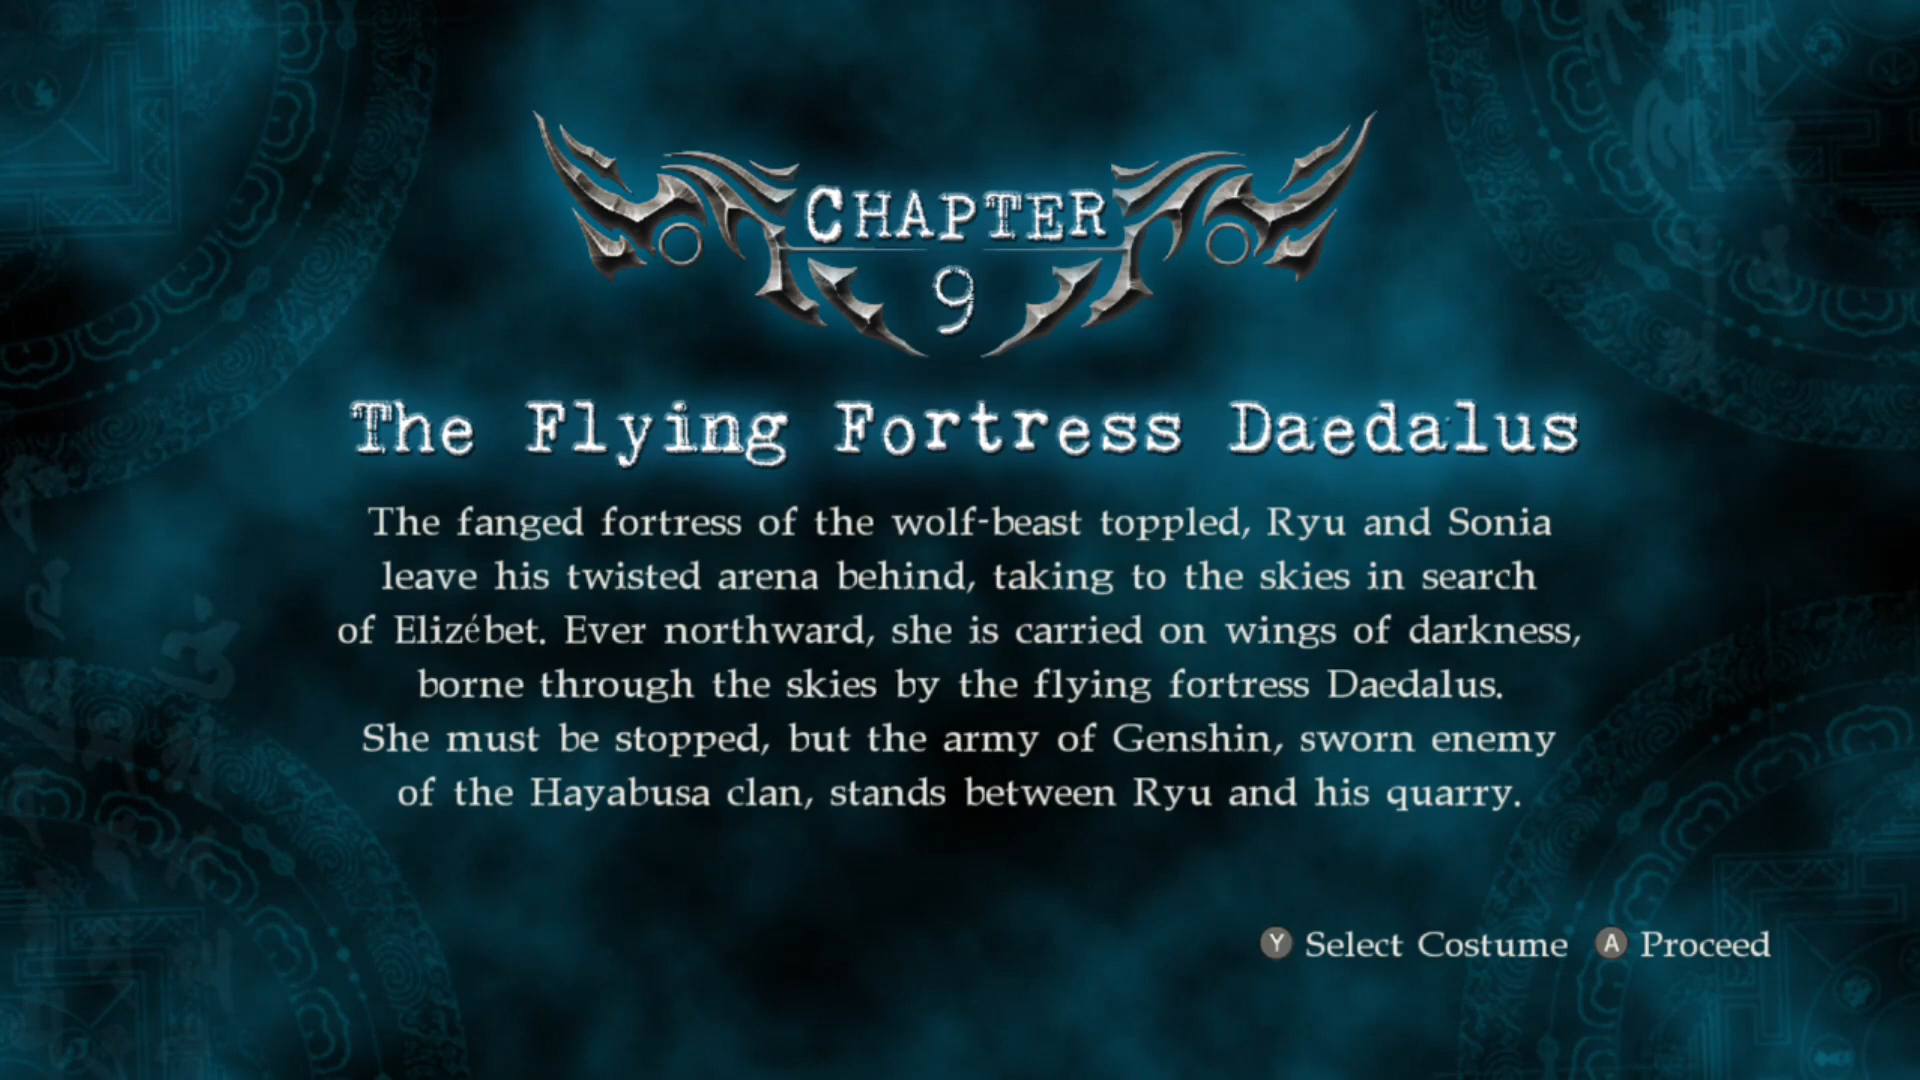 CHAPTER
9
The Flying Fortress Daedalus
The fanged fortress of the wolf-beast toppled, Ryu and Sonia
leave his twisted arena behind, taking to the skies in search
of Elizébet. Ever northward, she is carried on wings of darkness,
borne through the skies by the flying fortress Daedalus.
She must be stopped, but the army of Genshin, sworn enemy
of the Hayabusa clan, stands between Ryu and his quarry.
Y Select Costume A Proceed